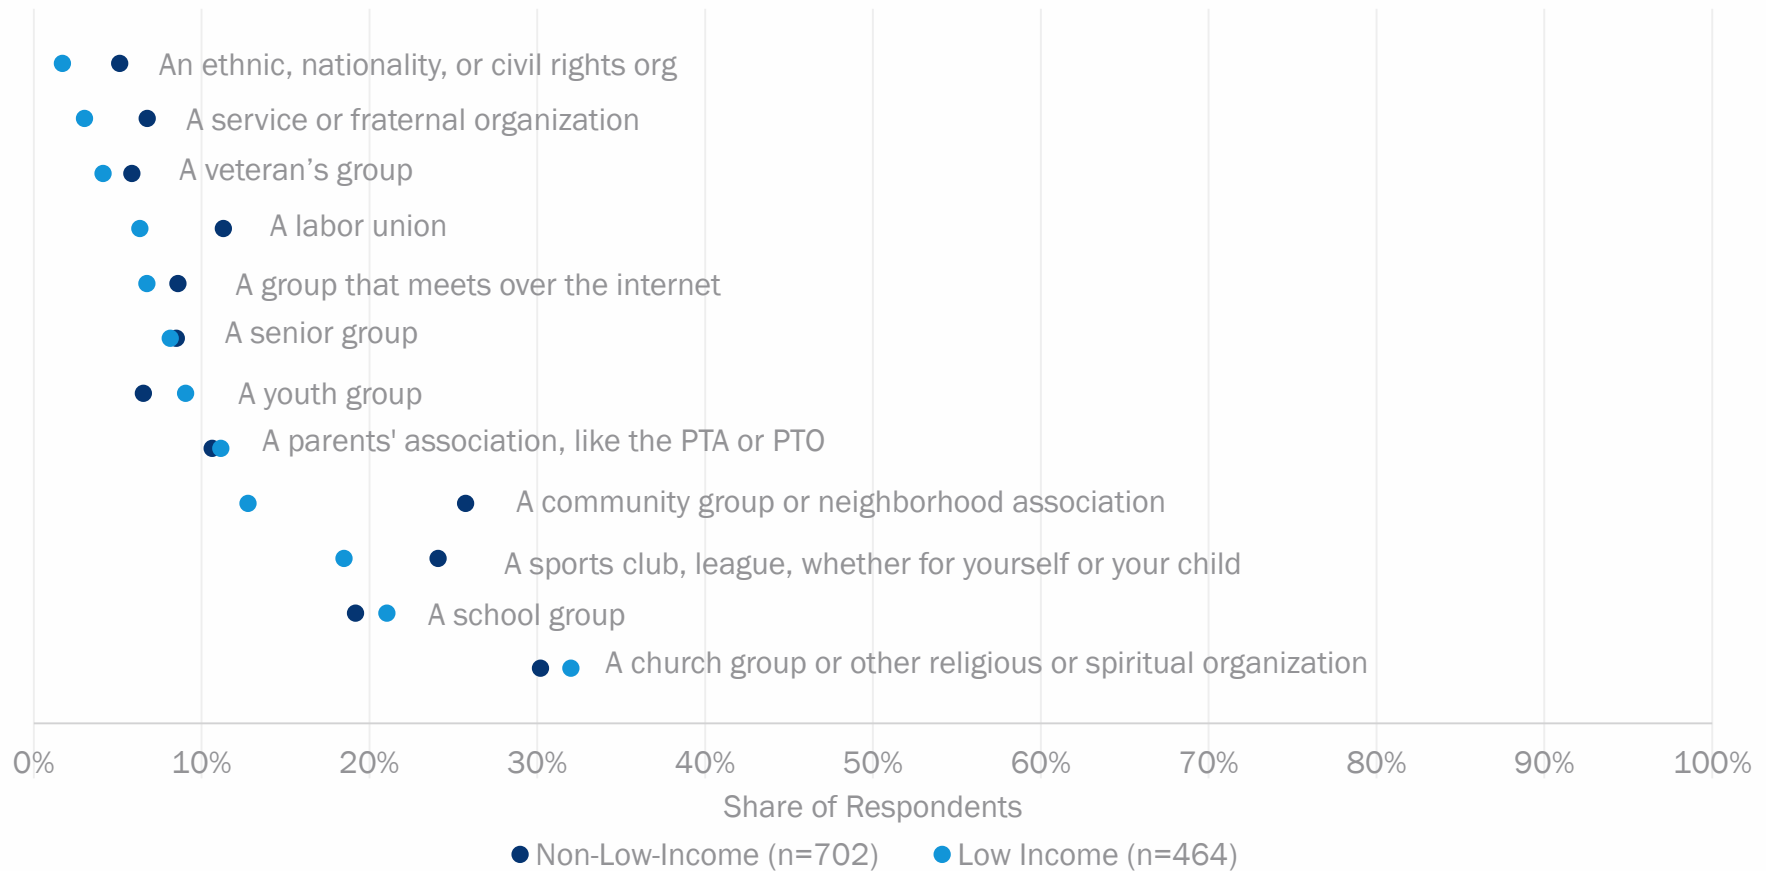 An ethnic, nationality, or civil rights org
A service or fraternal organization
A veteran’s group
A labor union
A group that meets over the internet
A senior group
A youth group
A parents' association, like the PTA or PTO
A community group or neighborhood association
A sports club, league, whether for yourself or your child
A school group
A church group or other religious or spiritual organization
0% 10% 20% 30% 40% 50% 60% 70% 80% 90% 100%
Share of Respondents
Non-Low-Income (n=702) Low Income (n=464)